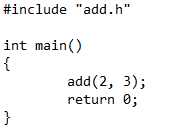 #include "add.h"

int main()
{
        add(2, 3);
        return 0;
}